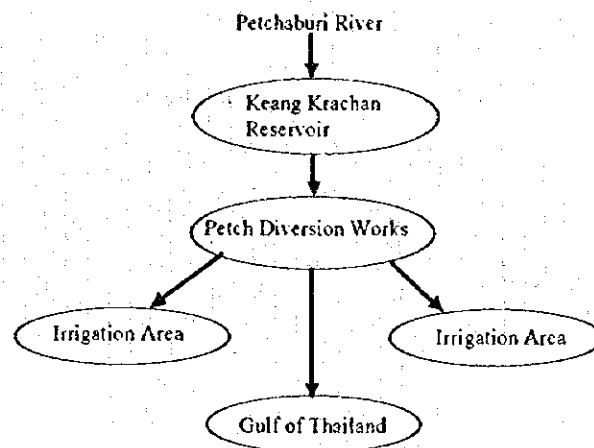 Petchaburi River
Keang Krachan
Reservoir
Petch Diversion Works
Irrigation Area
Irrigation Area
Gulf of Thailand